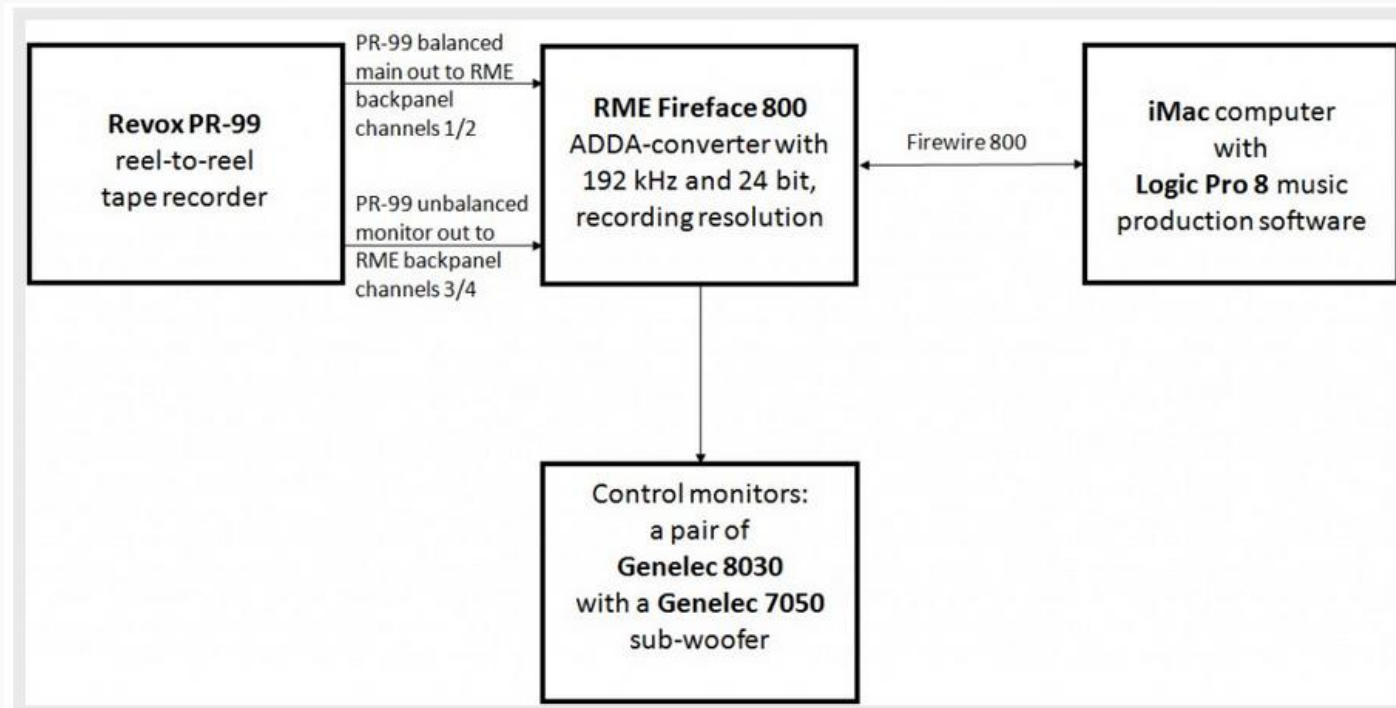 Revox PR-99
reel-to-reel
tape recorder
PR-99 balanced
main out to RME
backpanel
channels 1/2
PR-99 unbalanced
monitor out to
RME backpanel
channels 3/4
RME Fireface 800
ADDA-converter with
192 kHz and 24 bit,
recording resolution
Firewire 800
iMac computer
with
Logic Pro 8 music
production software
Control monitors:
a pair of
Genelec 8030
with a Genelec 7050
sub-woofer